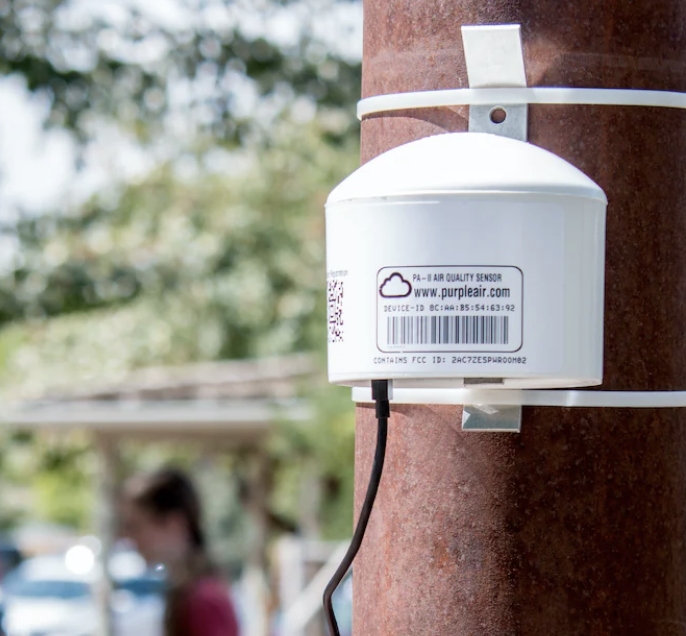 PA-II AIR QUALITY SENSOR
www.purpleair.com
DEVICE-ID 8C:AA:B5:54:63:92
CONTAINS FCC ID: 2AC7ZESPWROOM02